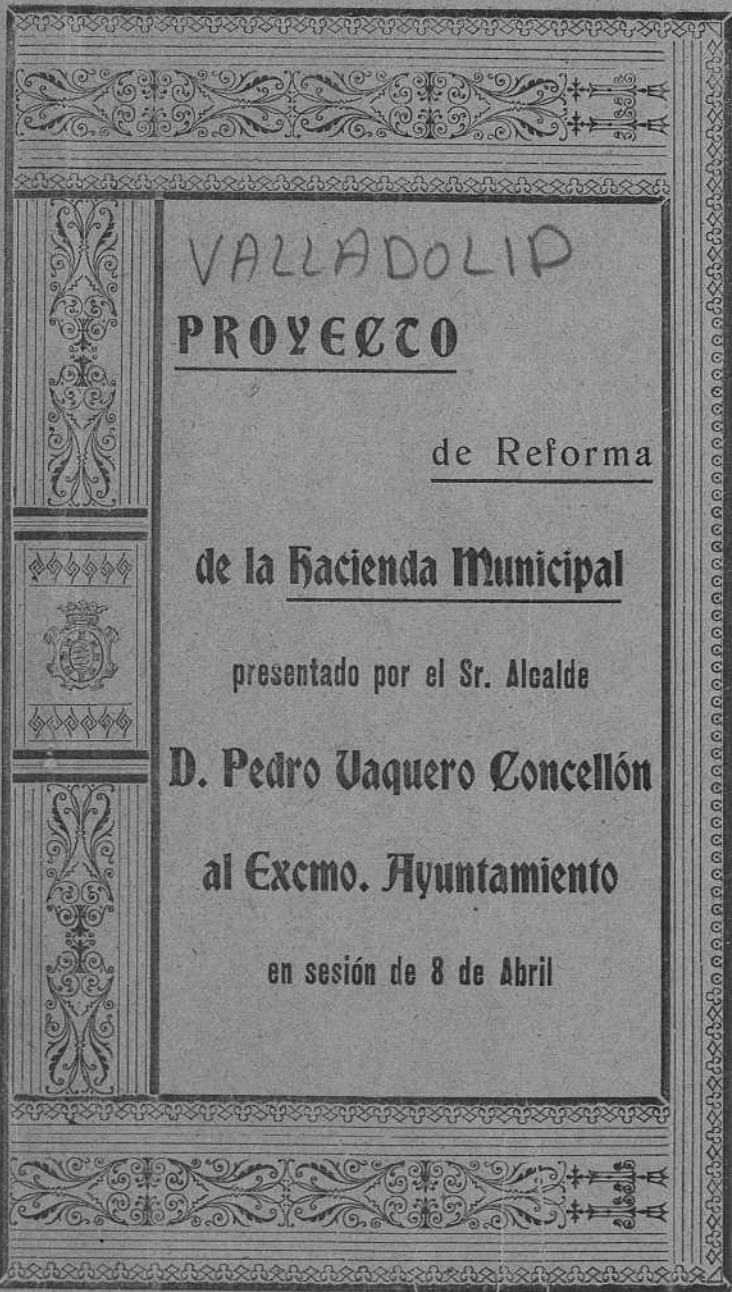 VALLADOLID
PROYECTO
de Reforma
de la Hacienda Municipal
presentado por el Sr. Alcalde
D. Pedro Vaquero Concellón
al Excmo. Ayuntamiento
en sesión de 8 de Abril